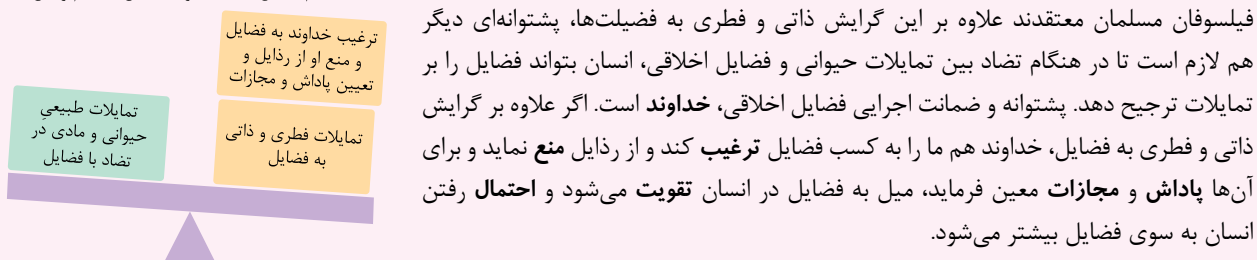 فیلسوفان مسلمان معتقدند علاوه بر این گرایش ذاتی و فطری به فضیلت‌ها، پشتوانه‌ای دیگر
هم لازم است تا در هنگام تضاد بین تمایلات حیوانی و فضایل اخلاقی، انسان بتواند فضایل را بر
تمایلات ترجیح دهد. پشتوانه و ضمانت اجرایی فضایل اخلاقی، خداوند است. اگر علاوه بر گرایش
ذاتی و فطری به فضایل، خداوند هم ما را به کسب فضایل ترغیب کند و از رذایل منع نماید و برای
آن‌ها پاداش و مجازات معین فرماید، میل به فضایل در انسان تقویت می‌شود و احتمال رفتن
انسان به سوی فضایل بیشتر می‌شود.
ترغیب خداوند به فضایل
و منع او از رذایل و
تعیین پاداش و مجازات
تمایلات فطری و ذاتی
به فضایل
تمایلات طبیعیِ
حیوانی و مادی در
تضاد با فضایل